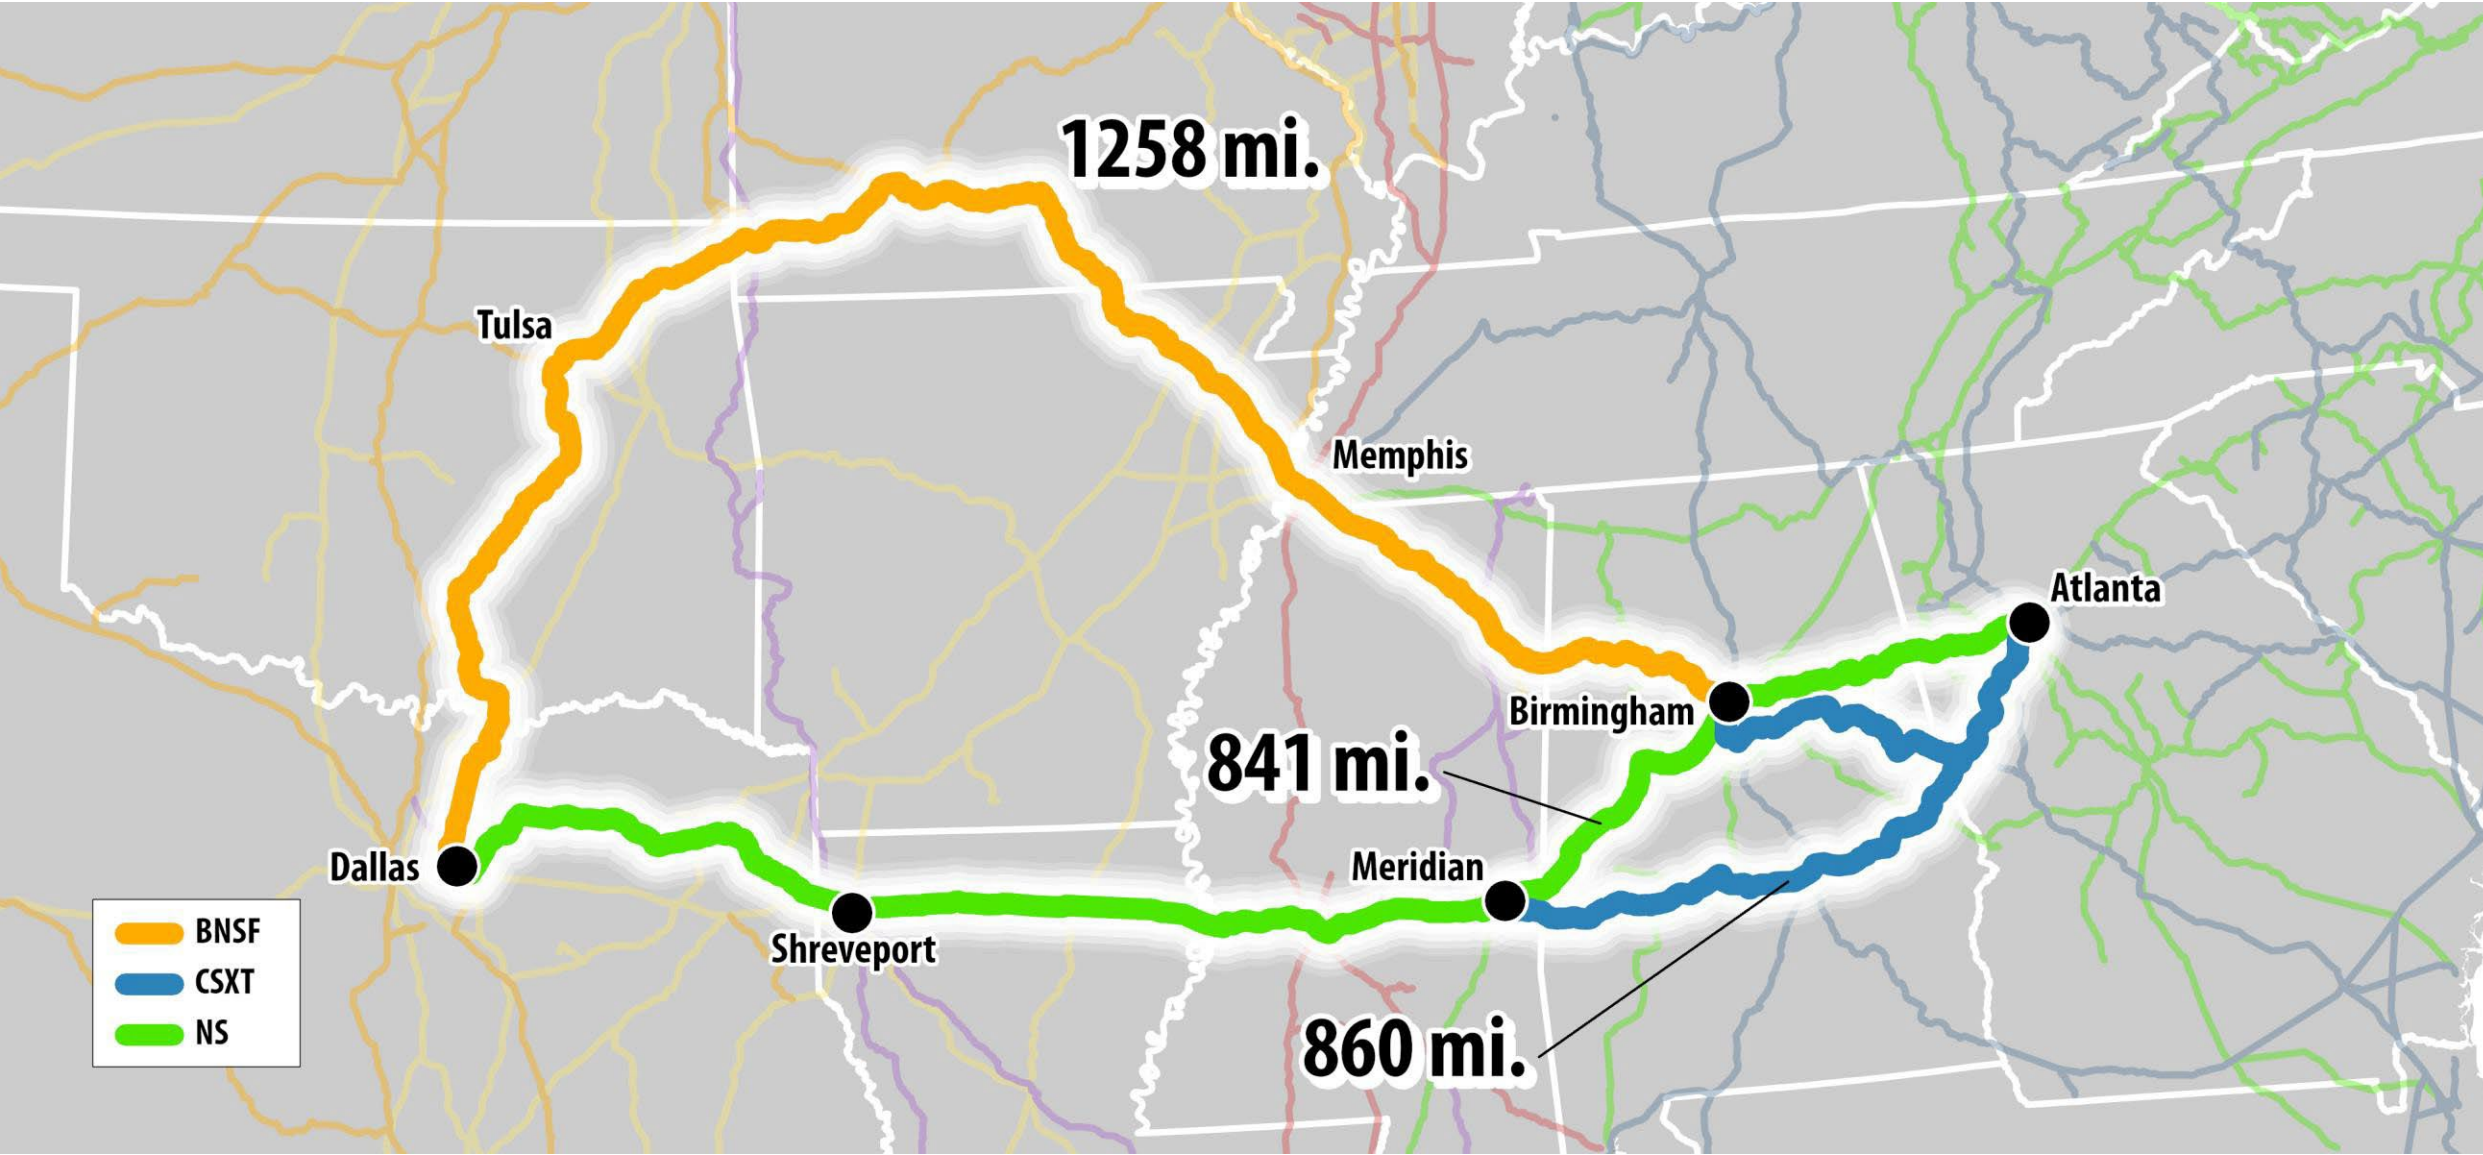 1258 mi.
Tulsa
Memphis
Atlanta
Birmingham
841 mi.
Dallas
Meridian
Shreveport
BNSF
CSXT
NS
860 mi.